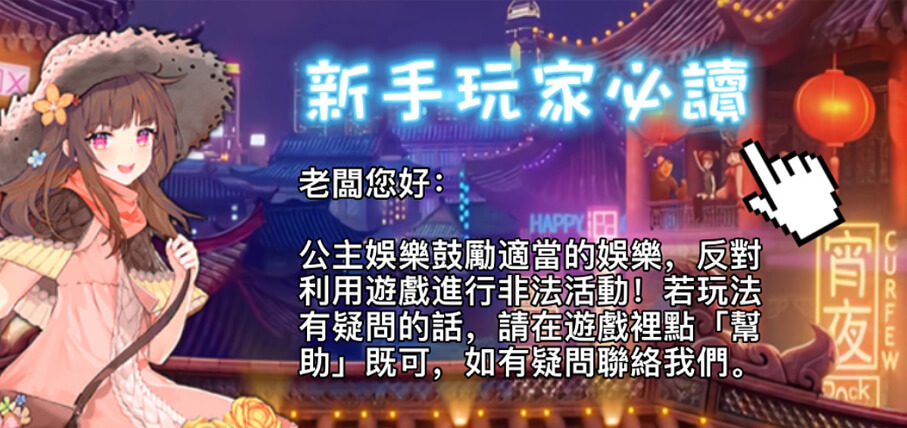 新手玩家必讀
老闆您好：
公主娛樂鼓勵適當的娛樂，反對
利用遊戲進行非法活動！若玩法
有疑問的話，請在遊戲裡點「幫
助」既可，如有疑問聯絡我們。
HAPPY
宵夜
CURFEW
Rock